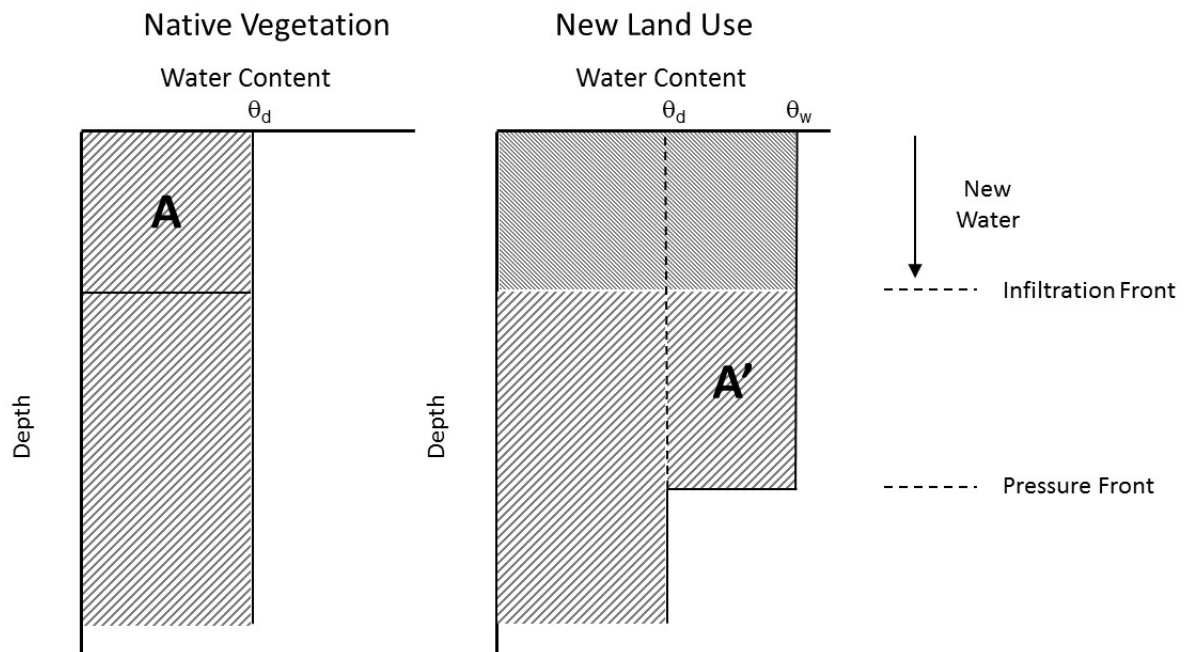 Native Vegetation
Water Content
θd
A
Depth
New Land Use
Water Content
θd θw
A′
Depth
New
Water
Infiltration Front
Pressure Front